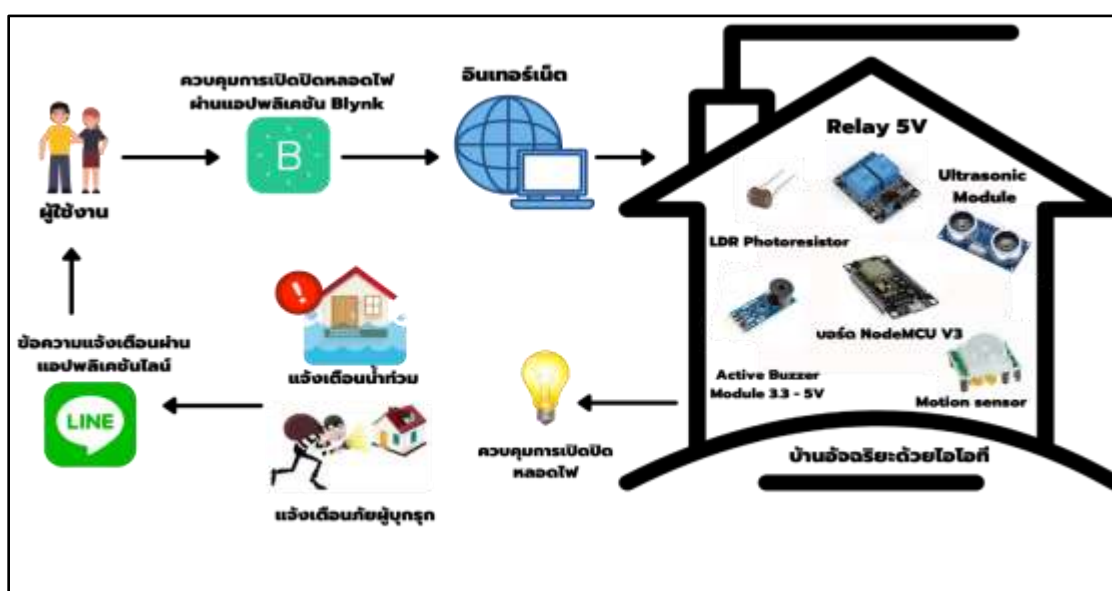 ควบคุมการเปิดปิดหลอดไฟ
ผ่านแอปพลิเคชัน Blynk
B
อินเทอร์เน็ต
ผู้ใช้งาน
Relay 5V
Ultrasonic
Module
LDR Photoresistor
บอร์ด NodeMCU V3
Active Buzzer
Module 3.3 - 5V
Motion sensor
บ้านอัจฉริยะด้วยไอโอที
ควบคุมการเปิดปิด
หลอดไฟ
แจ้งเตือนน้ำท่วม
แจ้งเตือนภัยผู้บุกรุก
ข้อความแจ้งเตือนผ่าน
แอปพลิเคชันไลน์
LINE